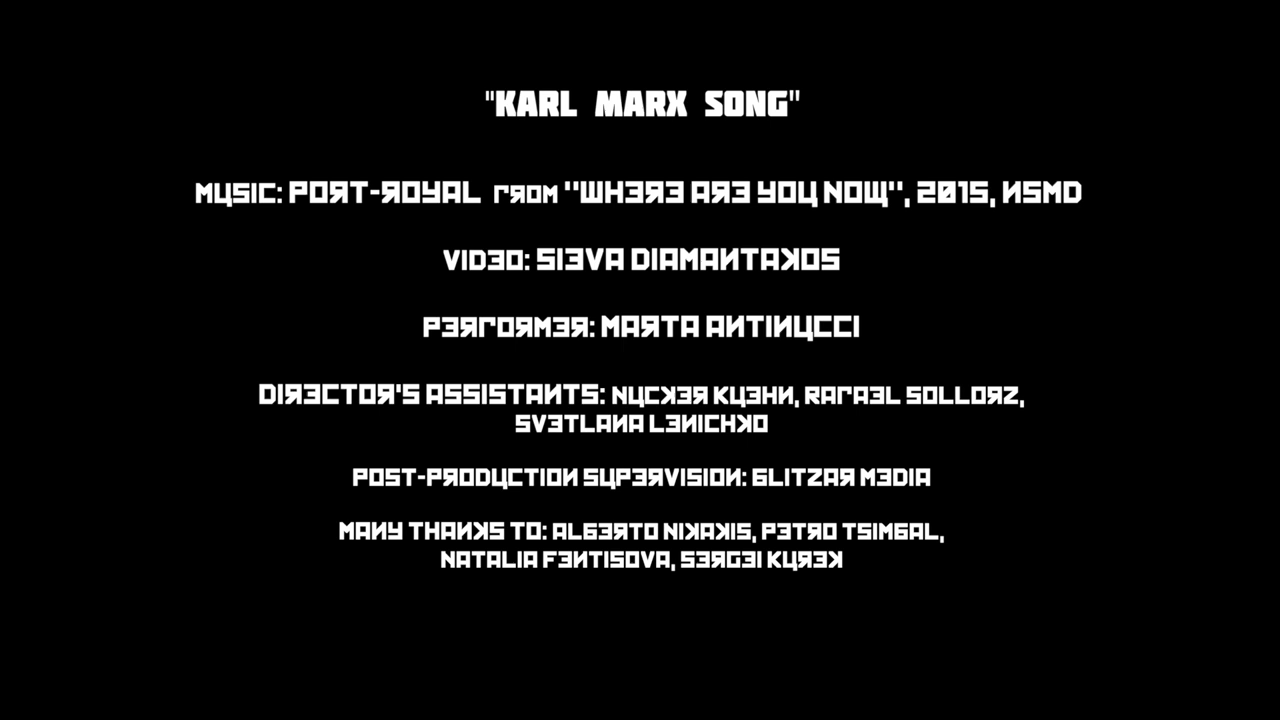 "KARL MARX SONG"
MUSIC: PORT-ROYAL FROM "WHERE ARE YOU NOW", 2015, NSMD
VIDEO: SIEVA DIAMANTAKOS
PERFORMER: MARTA ANTINUCCI
DIRECTOR'S ASSISTANTS: NUCKER KUEHN, RAFAEL SOLLORZ,
SVETLANA LENICHKO
POST-PRODUCTION SUPERVISION: GLITZAR MEDIA
MANY THANKS TO: ALBERTO NIKAKIS, PETRO TSIMBAL,
NATALIA FENTISOVA, SERGEI KUREK